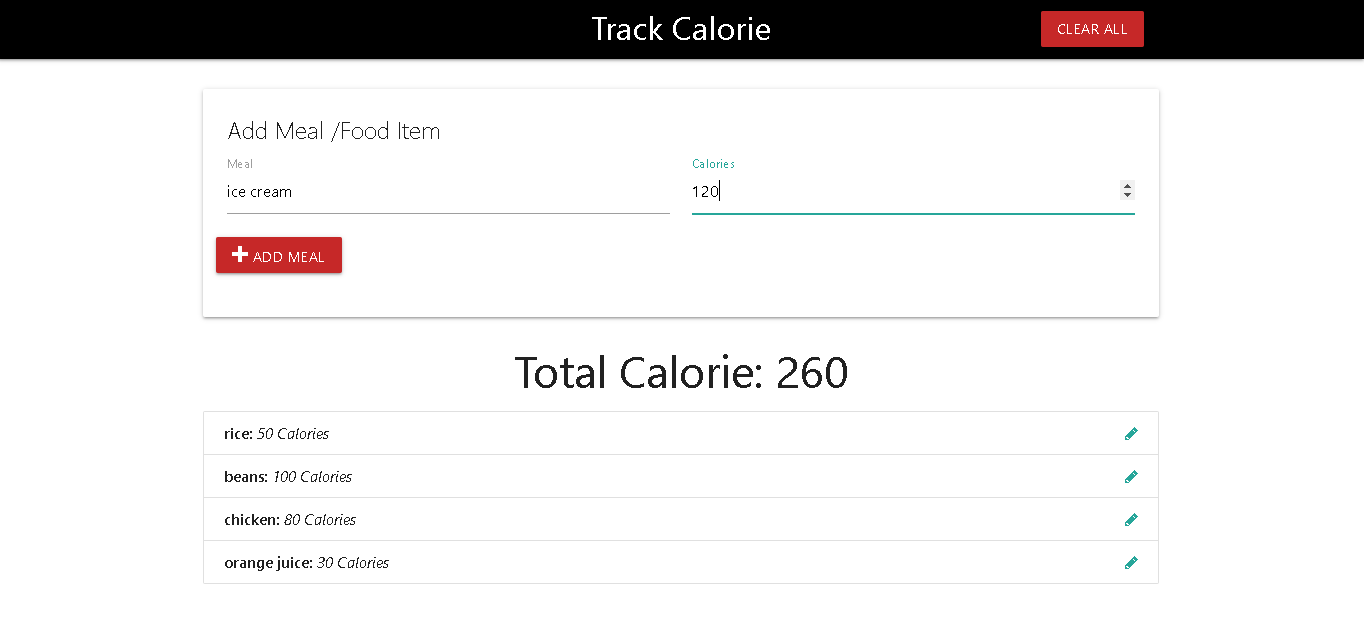 Track Calorie
CLEAR ALL
Add Meal /Food Item
Meal
Calories
ice cream
120
ADD MEAL
Total Calorie: 260
rice: 50 Calories
beans: 100 Calories
chicken: 80 Calories
orange juice: 30 Calories